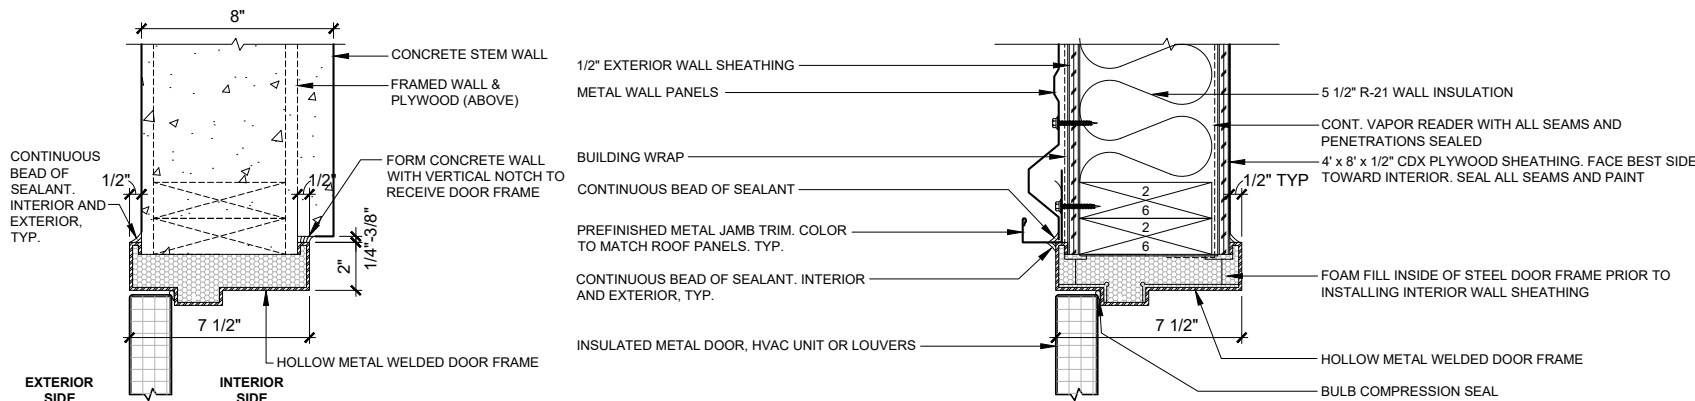 8"
CONCRETE STEM WALL
FRAMED WALL &
PLYWOOD (ABOVE)
CONTINUOUS
BEAD OF
SEALANT.
INTERIOR AND
EXTERIOR,
TYP.
1/2"
1/2"
FORM CONCRETE WALL
WITH VERTICAL NOTCH TO
RECEIVE DOOR FRAME
1/4"-3/8"
2"
7 1/2"
HOLLOW METAL WELDED DOOR FRAME
EXTERIOR
SIDE
INTERIOR
SIDE
1/2" EXTERIOR WALL SHEATHING
METAL WALL PANELS
BUILDING WRAP
CONTINUOUS BEAD OF SEALANT
PREFINISHED METAL JAMB TRIM. COLOR
TO MATCH ROOF PANELS. TYP.
CONTINUOUS BEAD OF SEALANT. INTERIOR
AND EXTERIOR, TYP.
INSULATED METAL DOOR, HVAC UNIT OR LOUVERS
2
6
2
6
5 1/2" R-21 WALL INSULATION
CONT. VAPOR READER WITH ALL SEAMS AND
PENETRATIONS SEALED
4' x 8' x 1/2" CDX PLYWOOD SHEATHING. FACE BEST SIDE
TOWARD INTERIOR. SEAL ALL SEAMS AND PAINT
1/2" TYP
FOAM FILL INSIDE OF STEEL DOOR FRAME PRIOR TO
INSTALLING INTERIOR WALL SHEATHING
7 1/2"
HOLLOW METAL WELDED DOOR FRAME
BULB COMPRESSION SEAL